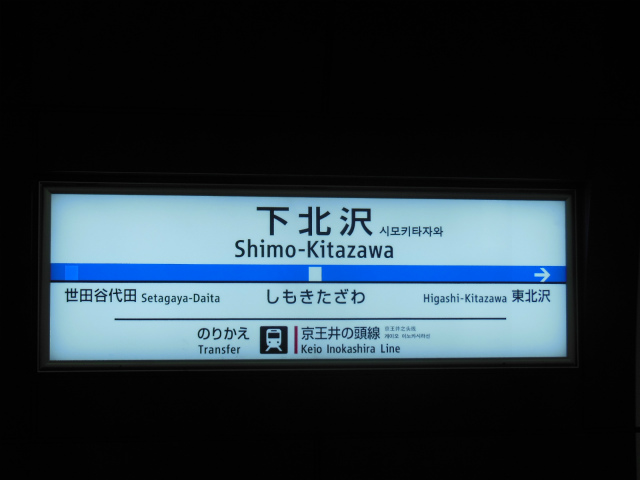 下北沢 시모키타자와
Shimo-Kitazawa
世田谷代田 Setagaya-Daita しもきたざわ Higashi-Kitazawa 東北沢
のりかえ 京王井の頭線
Transfer Keio Inokashira Line